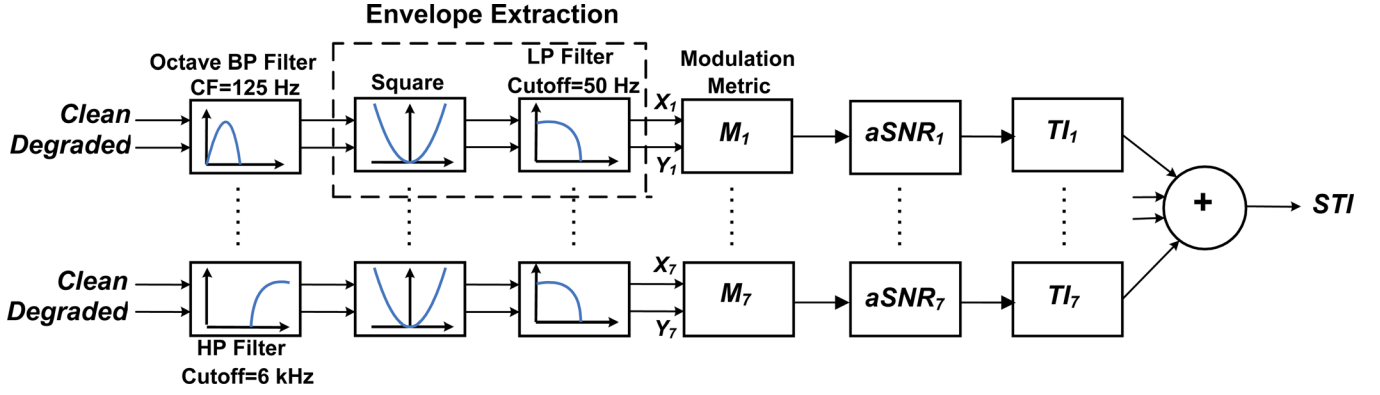 Envelope Extraction
Octave BP Filter
CF=125 Hz
Square
LP Filter
Cutoff=50 Hz
Modulation
Metric
Clean
Degraded
X1
Y1
M1
aSNR1
TI1
+
STI
Clean
Degraded
X7
Y7
M7
aSNR7
TI7
HP Filter
Cutoff=6 kHz